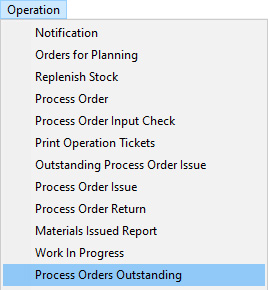 Operation
Notification
Orders for Planning
Replenish Stock
Process Order
Process Order Input Check
Print Operation Tickets
Outstanding Process Order Issue
Process Order Issue
Process Order Return
Materials Issued Report
Work In Progress
Process Orders Outstanding